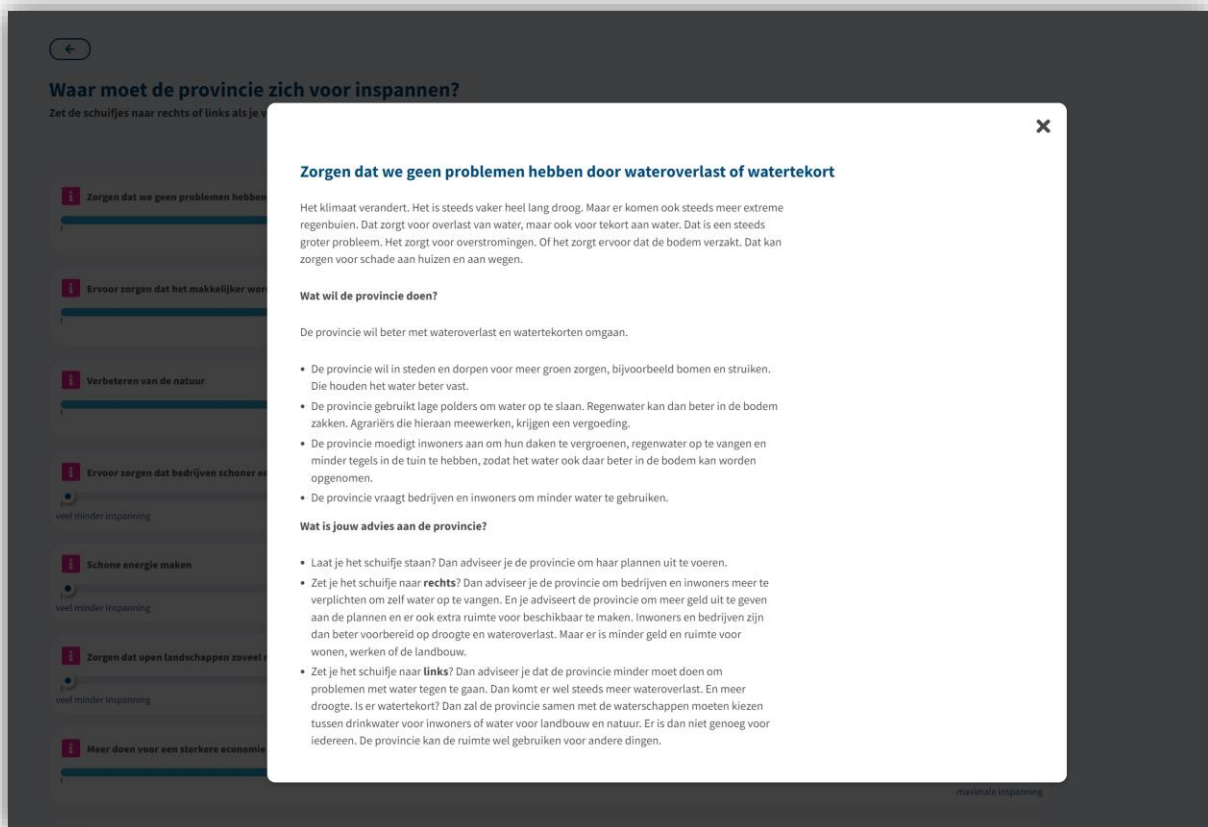 Waar moet de provincie zich voor inspannen?
Zet de schuifjes naar rechts of links als je v
Zorgen dat we geen problemen hebben door wateroverlast of watertekort
Het klimaat verandert. Het is steeds vaker heel lang droog. Maar er komen ook steeds meer extreme
regenbuien. Dat zorgt voor overlast van water, maar ook voor tekort aan water. Dat is een steeds
groter probleem. Het zorgt voor overstromingen. Of het zorgt ervoor dat de bodem verzakt. Dat kan
zorgen voor schade aan huizen en aan wegen.
Wat wil de provincie doen?
De provincie wil beter met wateroverlast en watertekorten omgaan.
• De provincie wil in steden en dorpen voor meer groen zorgen, bijvoorbeeld bomen en struiken.
Die houden het water beter vast.
• De provincie gebruikt lage polders om water op te slaan. Regenwater kan dan beter in de bodem
zakken. Agrariërs die hieraan meewerken, krijgen een vergoeding.
• De provincie moedigt inwoners aan om hun daken te vergroenen, regenwater op te vangen en
minder tegels in de tuin te hebben, zodat het water ook daar beter in de bodem kan worden
opgenomen.
• De provincie vraagt bedrijven en inwoners om minder water te gebruiken.
Wat is jouw advies aan de provincie?
• Laat je het schuifje staan? Dan adviseer je de provincie om haar plannen uit te voeren.
• Zet je het schuifje naar rechts? Dan adviseer je de provincie om bedrijven en inwoners meer te
verplichten om zelf water op te vangen. En je adviseert de provincie om meer geld uit te geven
aan de plannen en er ook extra ruimte voor beschikbaar te maken. Inwoners en bedrijven zijn
dan beter voorbereid op droogte en wateroverlast. Maar er is minder geld en ruimte voor
wonen, werken of de landbouw.
• Zet je het schuifje naar links? Dan adviseer je dat de provincie minder moet doen om
problemen met water tegen te gaan. Dan komt er wel steeds meer wateroverlast. En meer
droogte. Is er watertekort? Dan zal de provincie samen met de waterschappen moeten kiezen
tussen drinkwater voor inwoners of water voor landbouw en natuur. Er is dan niet genoeg voor
iedereen. De provincie kan de ruimte wel gebruiken voor andere dingen.
Zorgen dat we geen problemen hebben
Ervoor zorgen dat het makkelijker wor
Verbeteren van de natuur
Ervoor zorgen dat bedrijven schoner e
veel minder inspanning
Schone energie maken
veel minder inspanning
Zorgen dat open landschappen zoveel
veel minder inspanning
Meer doen voor een sterkere economie
maximale inspanning